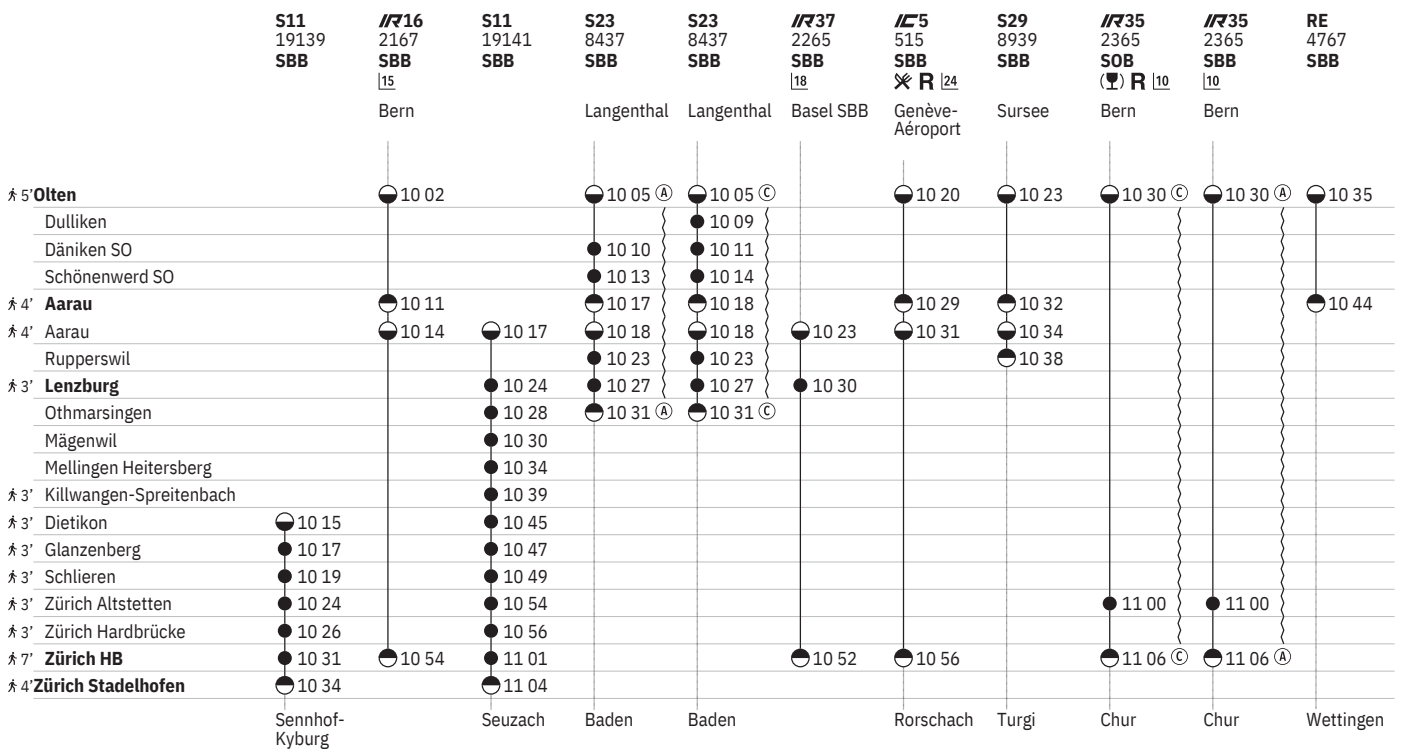 S11 IR16 S11 S23 S23 IR37 IC5 S29 IR35 IR35 RE
19139 2167 19141 8437 8437 2265 515 8939 2365 2365 4767
SBB SBB SBB SBB SBB SBB SBB SBB SOB SBB SBB
15 18 R 24 R 10 10
Bern Langenthal Langenthal Basel SBB Genève- Sursee Bern Bern
Aéroport
5' Olten 10 02 10 05 A 10 05 C 10 20 10 23 10 30 C 10 30 A 10 35
Dulliken 10 09
Däniken SO 10 10 10 11
Schönenwerd SO 10 13 10 14
4' Aarau 10 11 10 17 10 18 10 29 10 32 10 44
4' Aarau 10 14 10 17 10 18 10 18 10 23 10 31 10 34
Rupperswil 10 23 10 23 10 38
3' Lenzburg 10 24 10 27 10 27 10 30
Othmarsingen 10 28 10 31 A 10 31 C
Mägenwil 10 30
Mellingen Heitersberg 10 34
3' Killwangen-Spreitenbach 10 39
3' Dietikon 10 15 10 45
3' Glanzenberg 10 17 10 47
3' Schlieren 10 19 10 49
3' Zürich Altstetten 10 24 10 54 11 00 11 00
3' Zürich Hardbrücke 10 26 10 56
7' Zürich HB 10 31 10 54 11 01 10 52 10 56 11 06 C 11 06 A
4' Zürich Stadelhofen 10 34 11 04
Sennhof- Seuzach Baden Baden Rorschach Turgi Chur Chur Wettingen
Kyburg